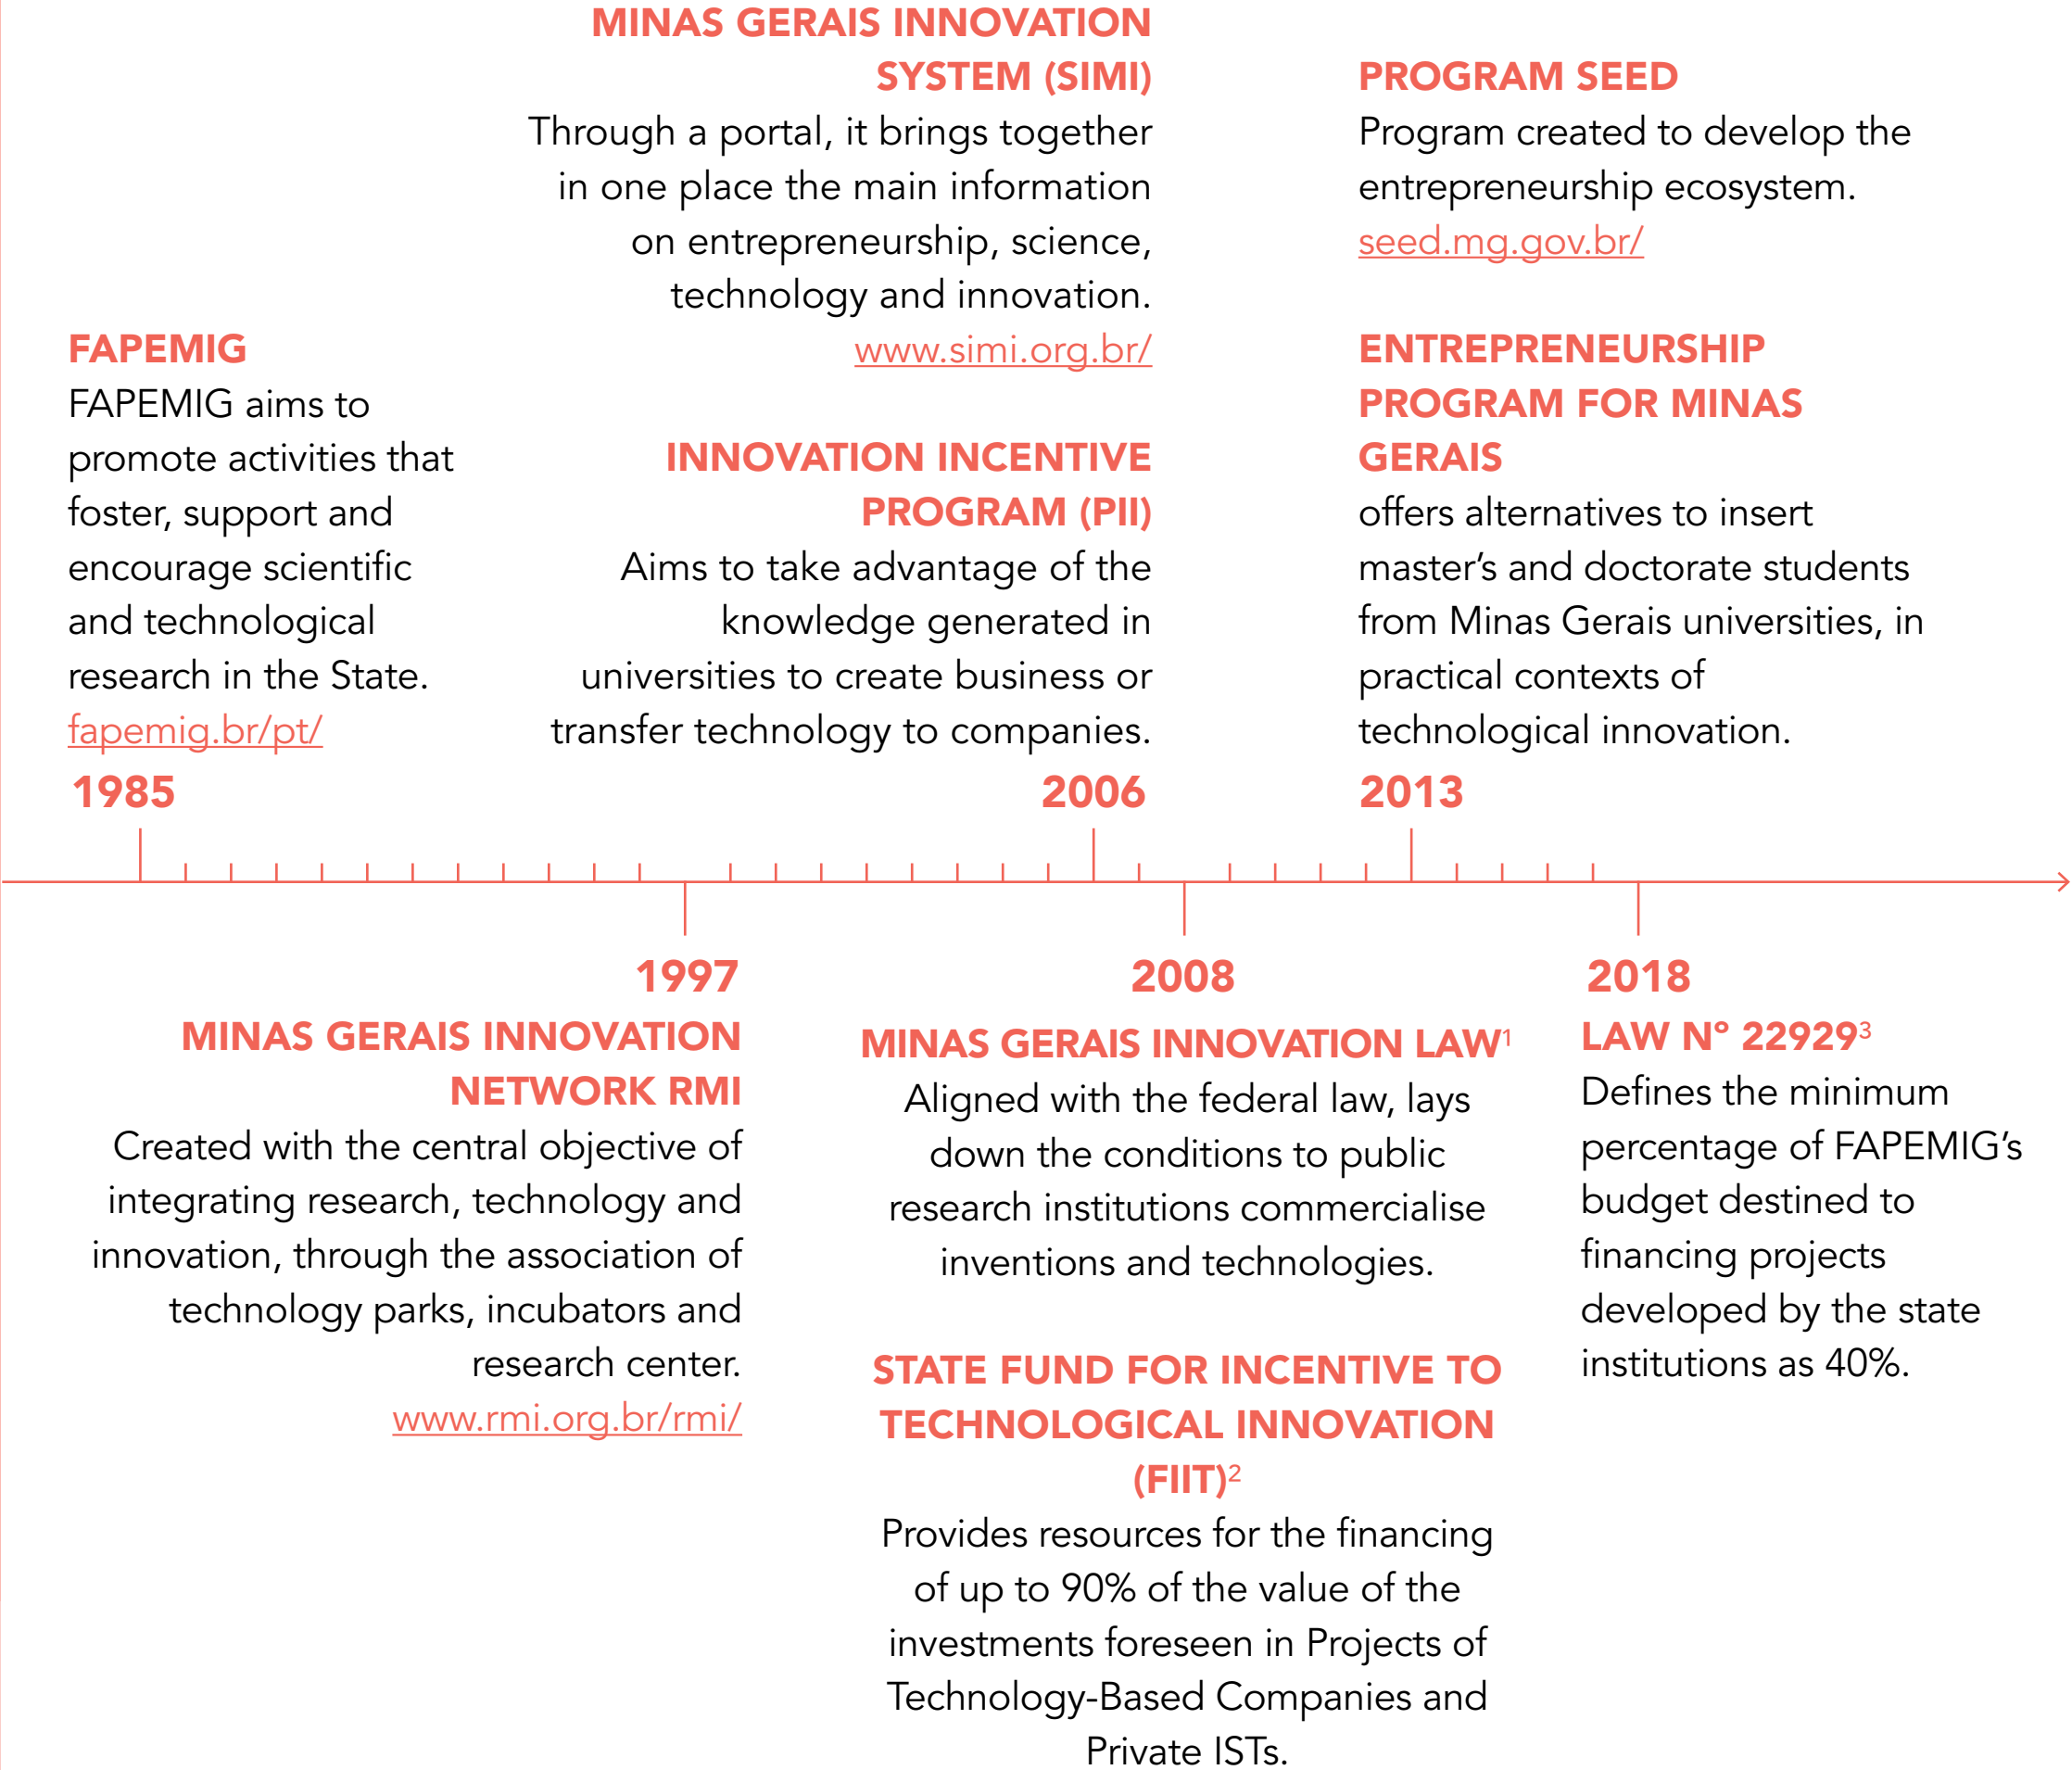 FAPEMIG
FAPEMIG aims to
promote activities that
foster, support and
encourage scientific
and technological
research in the State.
fapemig.br/pt/
1985
MINAS GERAIS INNOVATION
SYSTEM (SIMI)
Through a portal, it brings together
in one place the main information
on entrepreneurship, science,
technology and innovation.
www.simi.org.br/
INNOVATION INCENTIVE
PROGRAM (PII)
Aims to take advantage of the
knowledge generated in
universities to create business or
transfer technology to companies.
2006
PROGRAM SEED
Program created to develop the
entrepreneurship ecosystem.
seed.mg.gov.br/
ENTREPRENEURSHIP
PROGRAM FOR MINAS
GERAIS
offers alternatives to insert
master’s and doctorate students
from Minas Gerais universities, in
practical contexts of
technological innovation.
2013
1997
MINAS GERAIS INNOVATION
NETWORK RMI
Created with the central objective of
integrating research, technology and
innovation, through the association of
technology parks, incubators and
research center.
www.rmi.org.br/rmi/
2008
MINAS GERAIS INNOVATION LAW¹
Aligned with the federal law, lays
down the conditions to public
research institutions commercialise
inventions and technologies.
STATE FUND FOR INCENTIVE TO
TECHNOLOGICAL INNOVATION
(FIIT)²
Provides resources for the financing
of up to 90% of the value of the
investments foreseen in Projects of
Technology-Based Companies and
Private ISTs.
2018
LAW Nº 22929³
Defines the minimum
percentage of FAPEMIG’s
budget destined to
financing projects
developed by the state
institutions as 40%.